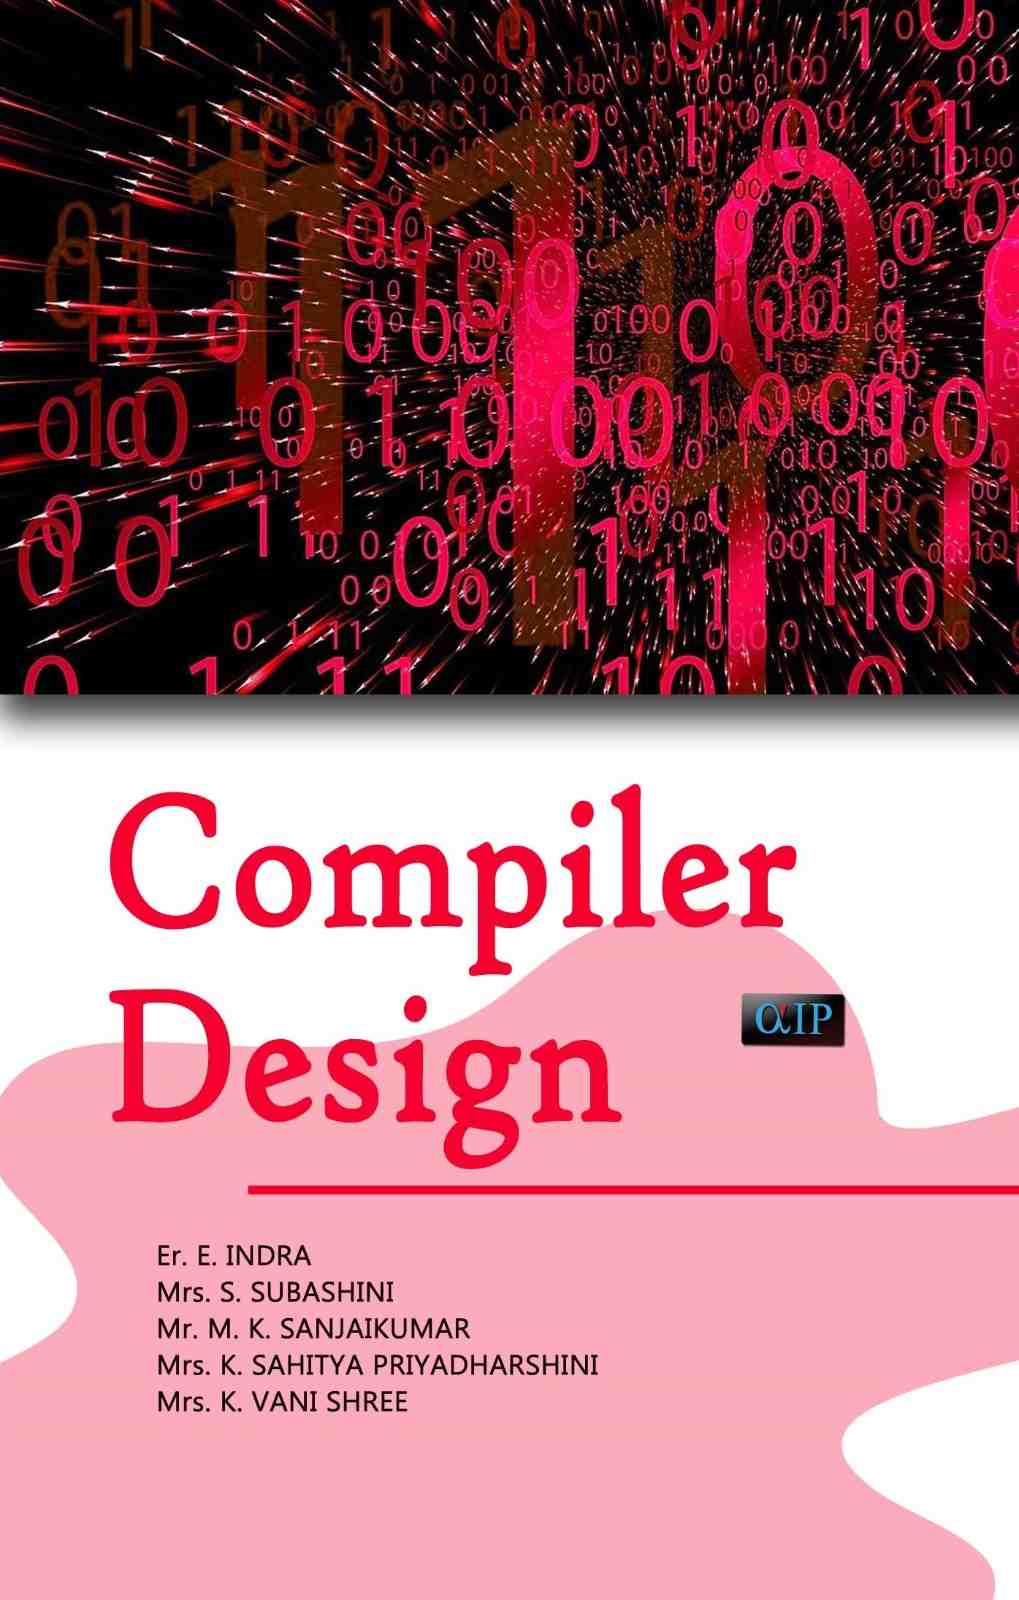 Compiler
Design
αIP
Er. E. INDRA
Mrs. S. SUBASHINI
Mr. M. K. SANJAIKUMAR
Mrs. K. SAHITYA PRIYADHARSHINI
Mrs. K. VANI SHREE